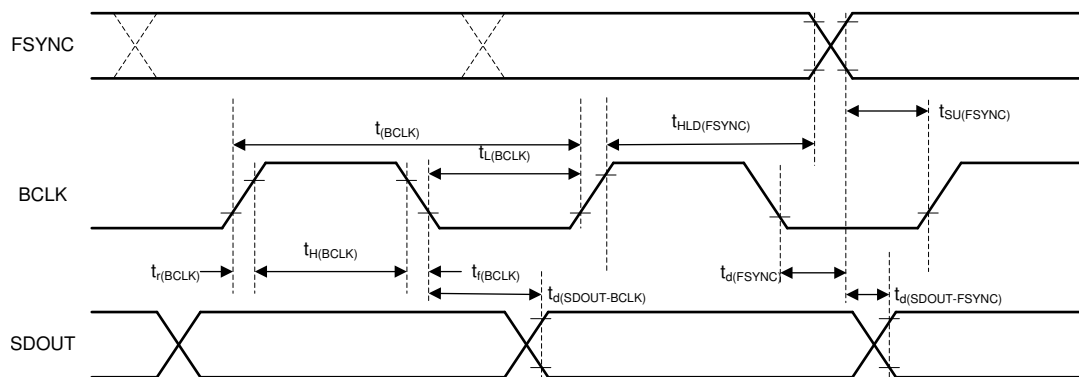 FSYNC
t(BCLK)
tHLD(FSYNC)
tSU(FSYNC)
tL(BCLK)
BCLK
tr(BCLK)
tH(BCLK)
tf(BCLK)
td(FSYNC)
td(SDOUT-BCLK)
td(SDOUT-FSYNC)
SDOUT